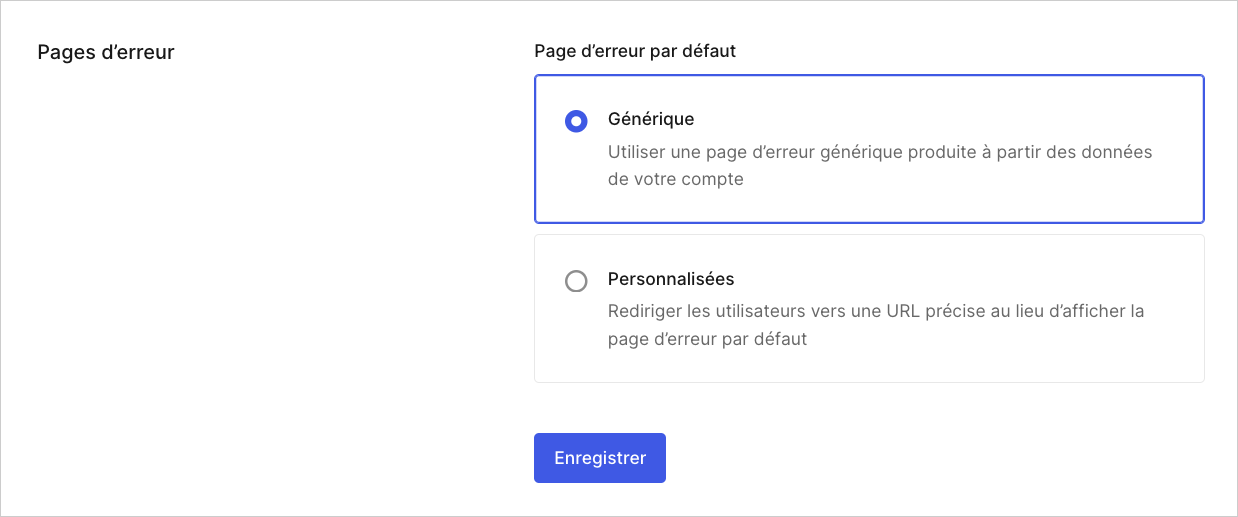 Pages d’erreur
Page d’erreur par défaut
Générique
Utiliser une page d’erreur générique produite à partir des données
de votre compte
Personnalisées
Rediriger les utilisateurs vers une URL précise au lieu d’afficher la
page d’erreur par défaut
Enregistrer